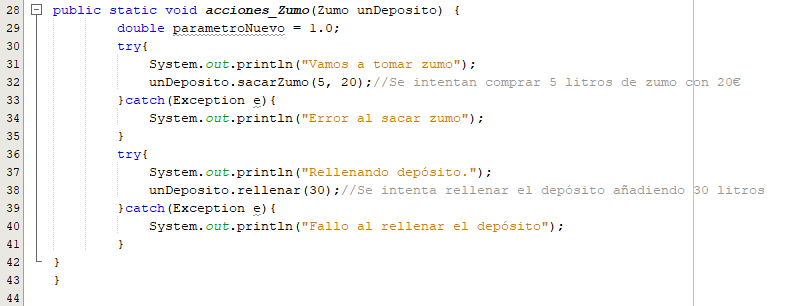 28 public static void acciones_Zumo(Zumo unDeposito) {
29 double parametroNuevo = 1.0;
30 try{
31 System.out.println("Vamos a tomar zumo");
32 unDeposito.sacarZumo(5, 20);//Se intentan comprar 5 litros de zumo con 20€
33 }catch(Exception e){
34 System.out.println("Error al sacar zumo");
35 }
36 try{
37 System.out.println("Rellenando depósito.");
38 unDeposito.rellenar(30);//Se intenta rellenar el depósito añadiendo 30 litros
39 }catch(Exception e){
40 System.out.println("Fallo al rellenar el depósito");
41 }
42 }
43 }
44